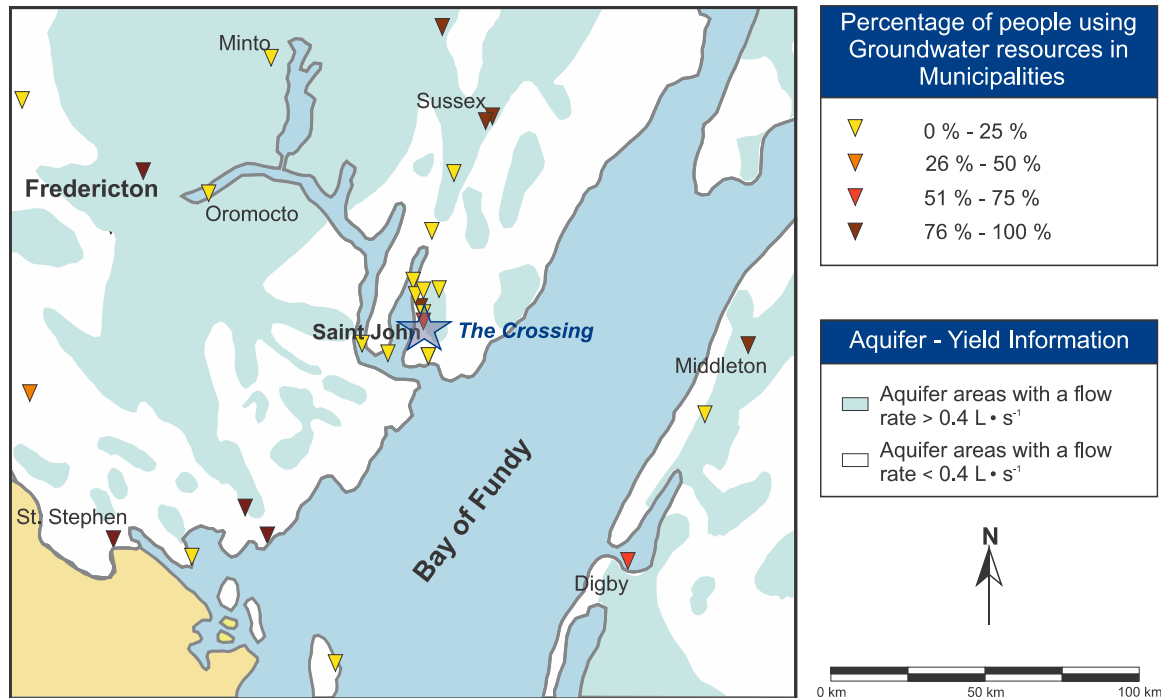 Minto
Sussex
Fredericton
Oromocto
Saint John
The Crossing
Middleton
St. Stephen
Bay of Fundy
Digby
Percentage of people using
Groundwater resources in
Municipalities
0 % - 25 %
26 % - 50 %
51 % - 75 %
76 % - 100 %
Aquifer - Yield Information
Aquifer areas with a flow
rate > 0.4 L • s⁻¹
Aquifer areas with a flow
rate < 0.4 L • s⁻¹
N
0 km 50 km 100 km